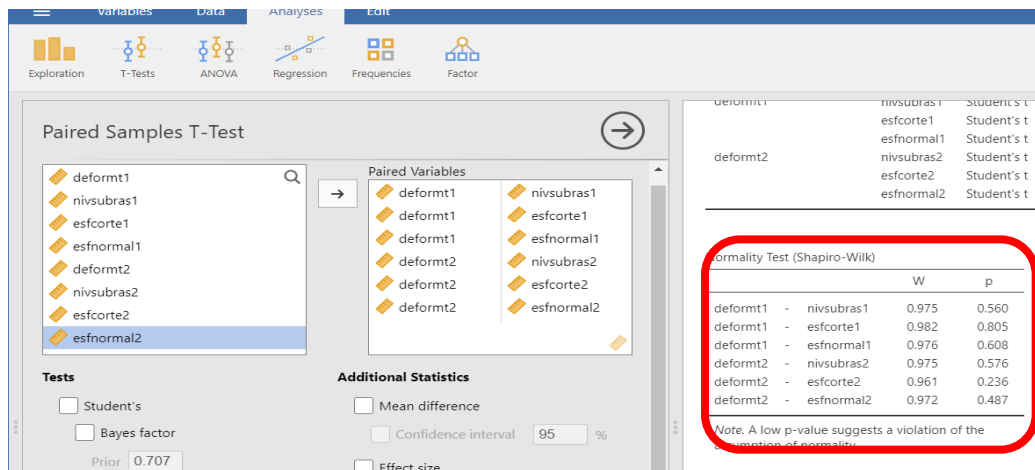 Variables Data Analyses Edit
Exploration T-Tests ANOVA Regression Frequencies Factor
Paired Samples T-Test
deformt1
nivsubras1
esfcorte1
esfnormal1
deformt2
nivsubras2
esfcorte2
esfnormal2
Paired Variables
deformt1 nivsubras1
deformt1 esfcorte1
deformt1 esfnormal1
deformt2 nivsubras2
deformt2 esfcorte2
deformt2 esfnormal2
Tests
Student's
Bayes factor
Prior 0.707
Additional Statistics
Mean difference
Confidence interval 95 %
Effect size
deformt1 nivsubras1 Student's t
esfcorte1 Student's t
esfnormal1 Student's t
deformt2 nivsubras2 Student's t
esfcorte2 Student's t
esfnormal2 Student's t
Normality Test (Shapiro-Wilk)
W p
deformt1 - nivsubras1 0.975 0.560
deformt1 - esfcorte1 0.982 0.805
deformt1 - esfnormal1 0.976 0.608
deformt2 - nivsubras2 0.975 0.576
deformt2 - esfcorte2 0.961 0.236
deformt2 - esfnormal2 0.972 0.487
Note. A low p-value suggests a violation of the
assumption of normality